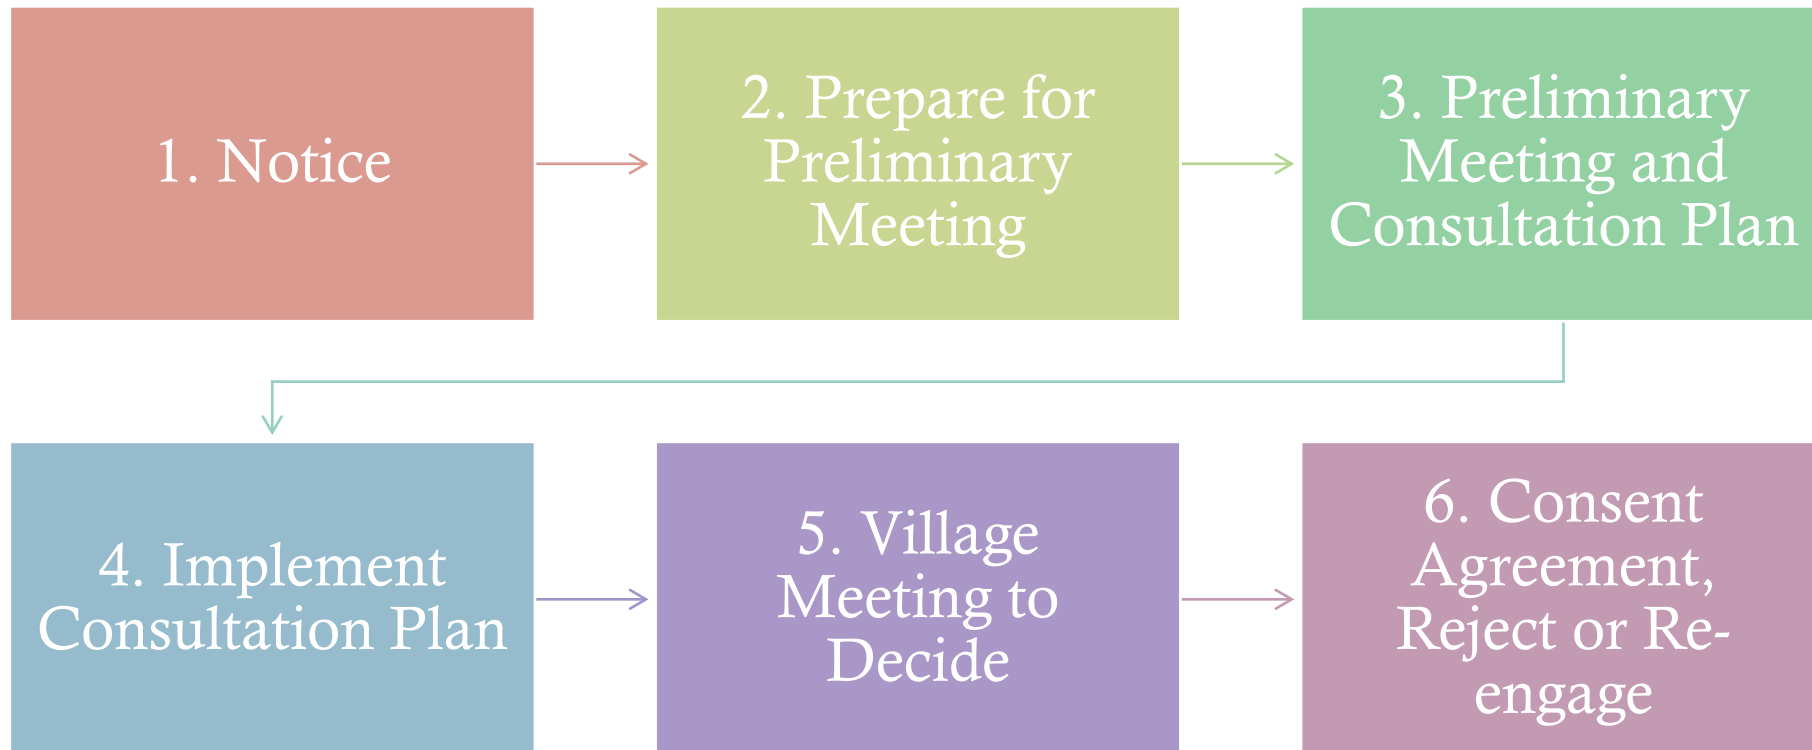 1. Notice
2. Prepare for
Preliminary
Meeting
3. Preliminary
Meeting and
Consultation Plan
4. Implement
Consultation Plan
5. Village
Meeting to
Decide
6. Consent
Agreement,
Reject or Re-
engage